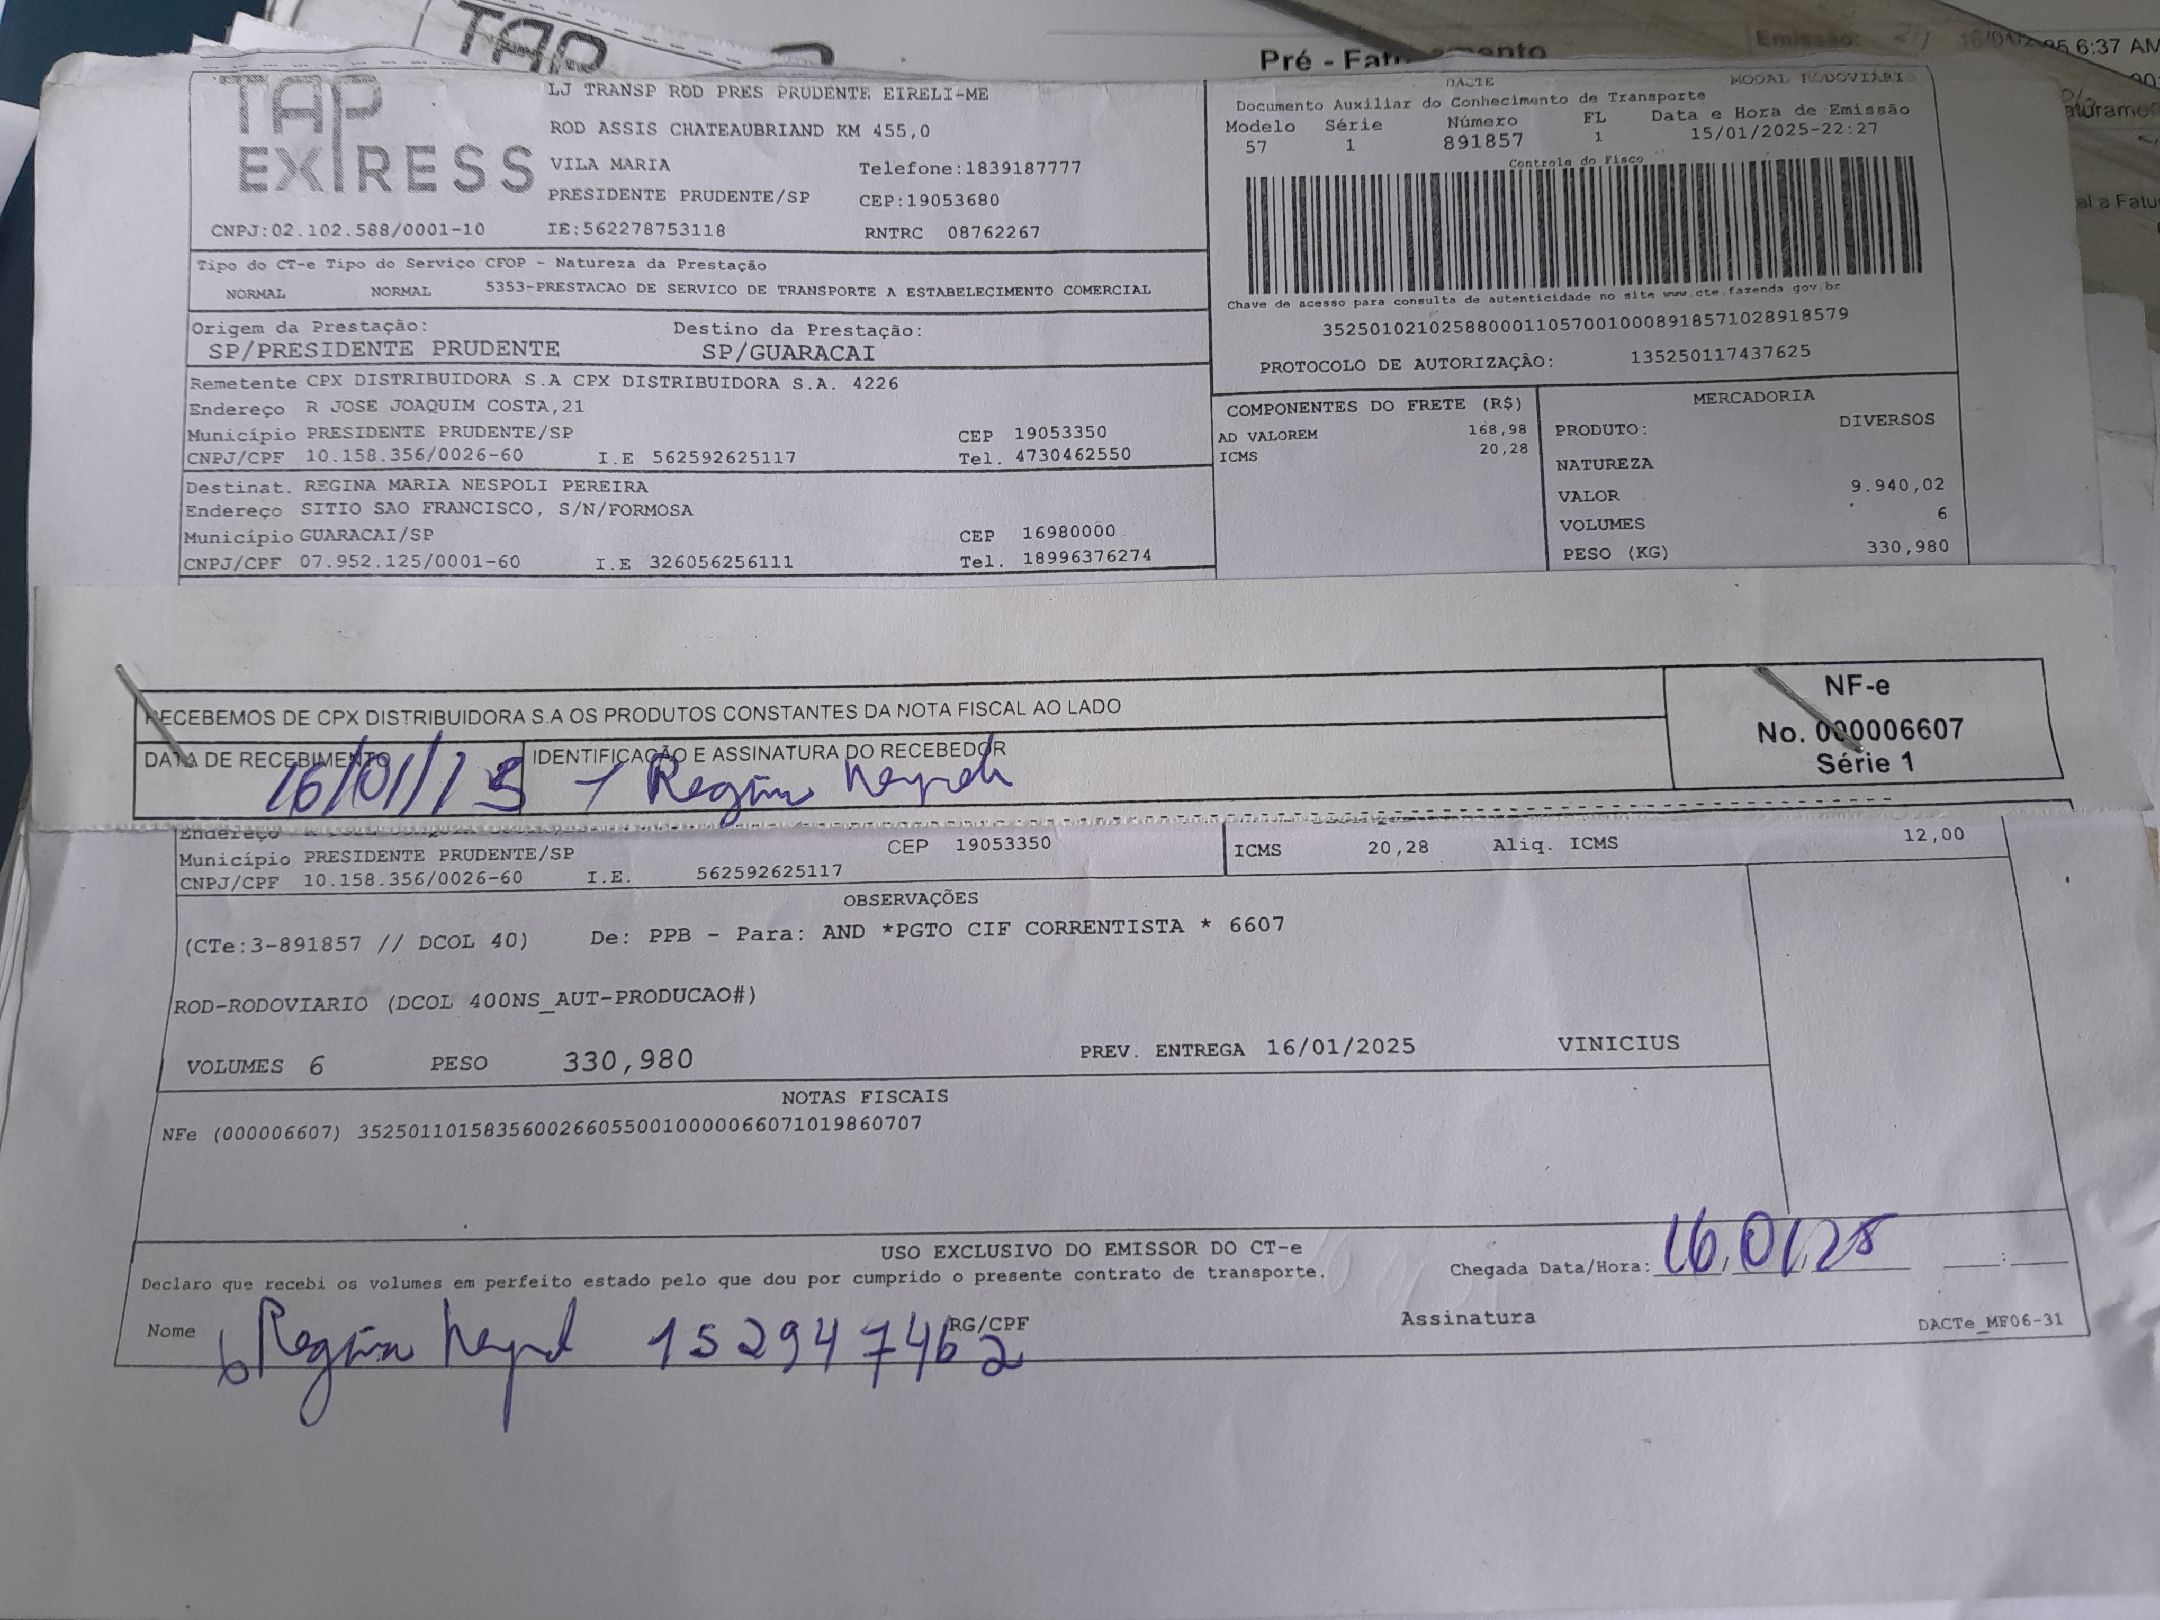 TAP
Pré - Faturamento
Emissão: 16/01/2025 6:37 AM
TAP
EXPRESS
LJ TRANSP ROD PRES PRUDENTE EIRELI-ME
ROD ASSIS CHATEAUBRIAND KM 455,0
VILA MARIA Telefone:1839187777
PRESIDENTE PRUDENTE/SP CEP:19053680
CNPJ:02.102.588/0001-10 IE:562278753118 RNTRC 08762267
DACTE MODAL RODOVIÁRIO
Documento Auxiliar do Conhecimento de Transporte
Modelo Série Número FL Data e Hora de Emissão
57 1 891857 1 15/01/2025-22:27
Controle do Fisco
Chave de acesso para consulta de autenticidade no site www.cte.fazenda.gov.br
35250102102588000110570010008918571028918579
PROTOCOLO DE AUTORIZAÇÃO: 135250117437625
Tipo do CT-e Tipo do Serviço CFOP - Natureza da Prestação
NORMAL NORMAL 5353-PRESTACAO DE SERVICO DE TRANSPORTE A ESTABELECIMENTO COMERCIAL
Origem da Prestação: Destino da Prestação:
SP/PRESIDENTE PRUDENTE SP/GUARACAI
Remetente CPX DISTRIBUIDORA S.A CPX DISTRIBUIDORA S.A. 4226
Endereço R JOSE JOAQUIM COSTA,21
Município PRESIDENTE PRUDENTE/SP CEP 19053350
CNPJ/CPF 10.158.356/0026-60 I.E 562592625117 Tel. 4730462550
Destinat. REGINA MARIA NESPOLI PEREIRA
Endereço SITIO SAO FRANCISCO, S/N/FORMOSA
Município GUARACAI/SP CEP 16980000
CNPJ/CPF 07.952.125/0001-60 I.E 326056256111 Tel. 18996376274
COMPONENTES DO FRETE (R$)
AD VALOREM 168,98
ICMS 20,28
MERCADORIA
PRODUTO: DIVERSOS
NATUREZA
VALOR 9.940,02
VOLUMES 6
PESO (KG) 330,980
RECEBEMOS DE CPX DISTRIBUIDORA S.A OS PRODUTOS CONSTANTES DA NOTA FISCAL AO LADO
DATA DE RECEBIMENTO IDENTIFICAÇÃO E ASSINATURA DO RECEBEDOR
Regina
NF-e
No. 000006607
Série 1
Endereço
Município PRESIDENTE PRUDENTE/SP CEP 19053350
CNPJ/CPF 10.158.356/0026-60 I.E. 562592625117
ICMS 20,28 Aliq. ICMS 12,00
OBSERVAÇÕES
(CTe:3-891857 // DCOL 40) De: PPB - Para: AND *PGTO CIF CORRENTISTA * 6607
ROD-RODOVIARIO (DCOL 400NS_AUT-PRODUCAO#)
VOLUMES 6 PESO 330,980 PREV. ENTREGA 16/01/2025 VINICIUS
NOTAS FISCAIS
NFe (000006607) 35250110158356002660550010000066071019860707
USO EXCLUSIVO DO EMISSOR DO CT-e
Declaro que recebi os volumes em perfeito estado pelo que dou por cumprido o presente contrato de transporte.
Chegada Data/Hora: 16/01/25
Nome Regina 152947462 RG/CPF Assinatura
DACTe_MF06-31